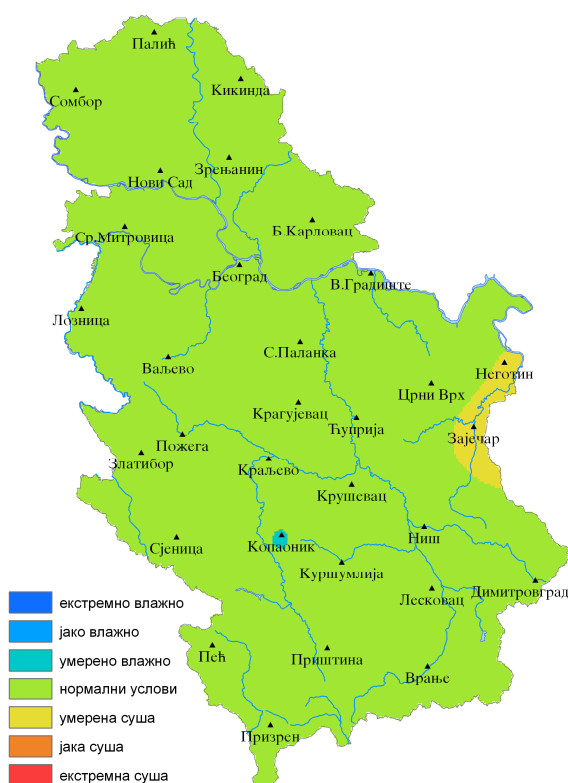 Палић
Кикинда
Сомбор
Зрењанин
Нови Сад
Б.Карловац
Ср.Митровица
Београд
В.Градиште
Лозница
С.Паланка
Ваљево
Неготин
Црни Врх
Крагујевац
Ћуприја
Зајечар
Пожега
Златибор
Краљево
Крушевац
Ниш
Сјеница
Копаоник
Куршумлија
Лесковац
Димитровград
Пећ
Приштина
Врање
Призрен
екстремно влажно
јако влажно
умерено влажно
нормални услови
умерена суша
јака суша
екстремна суша